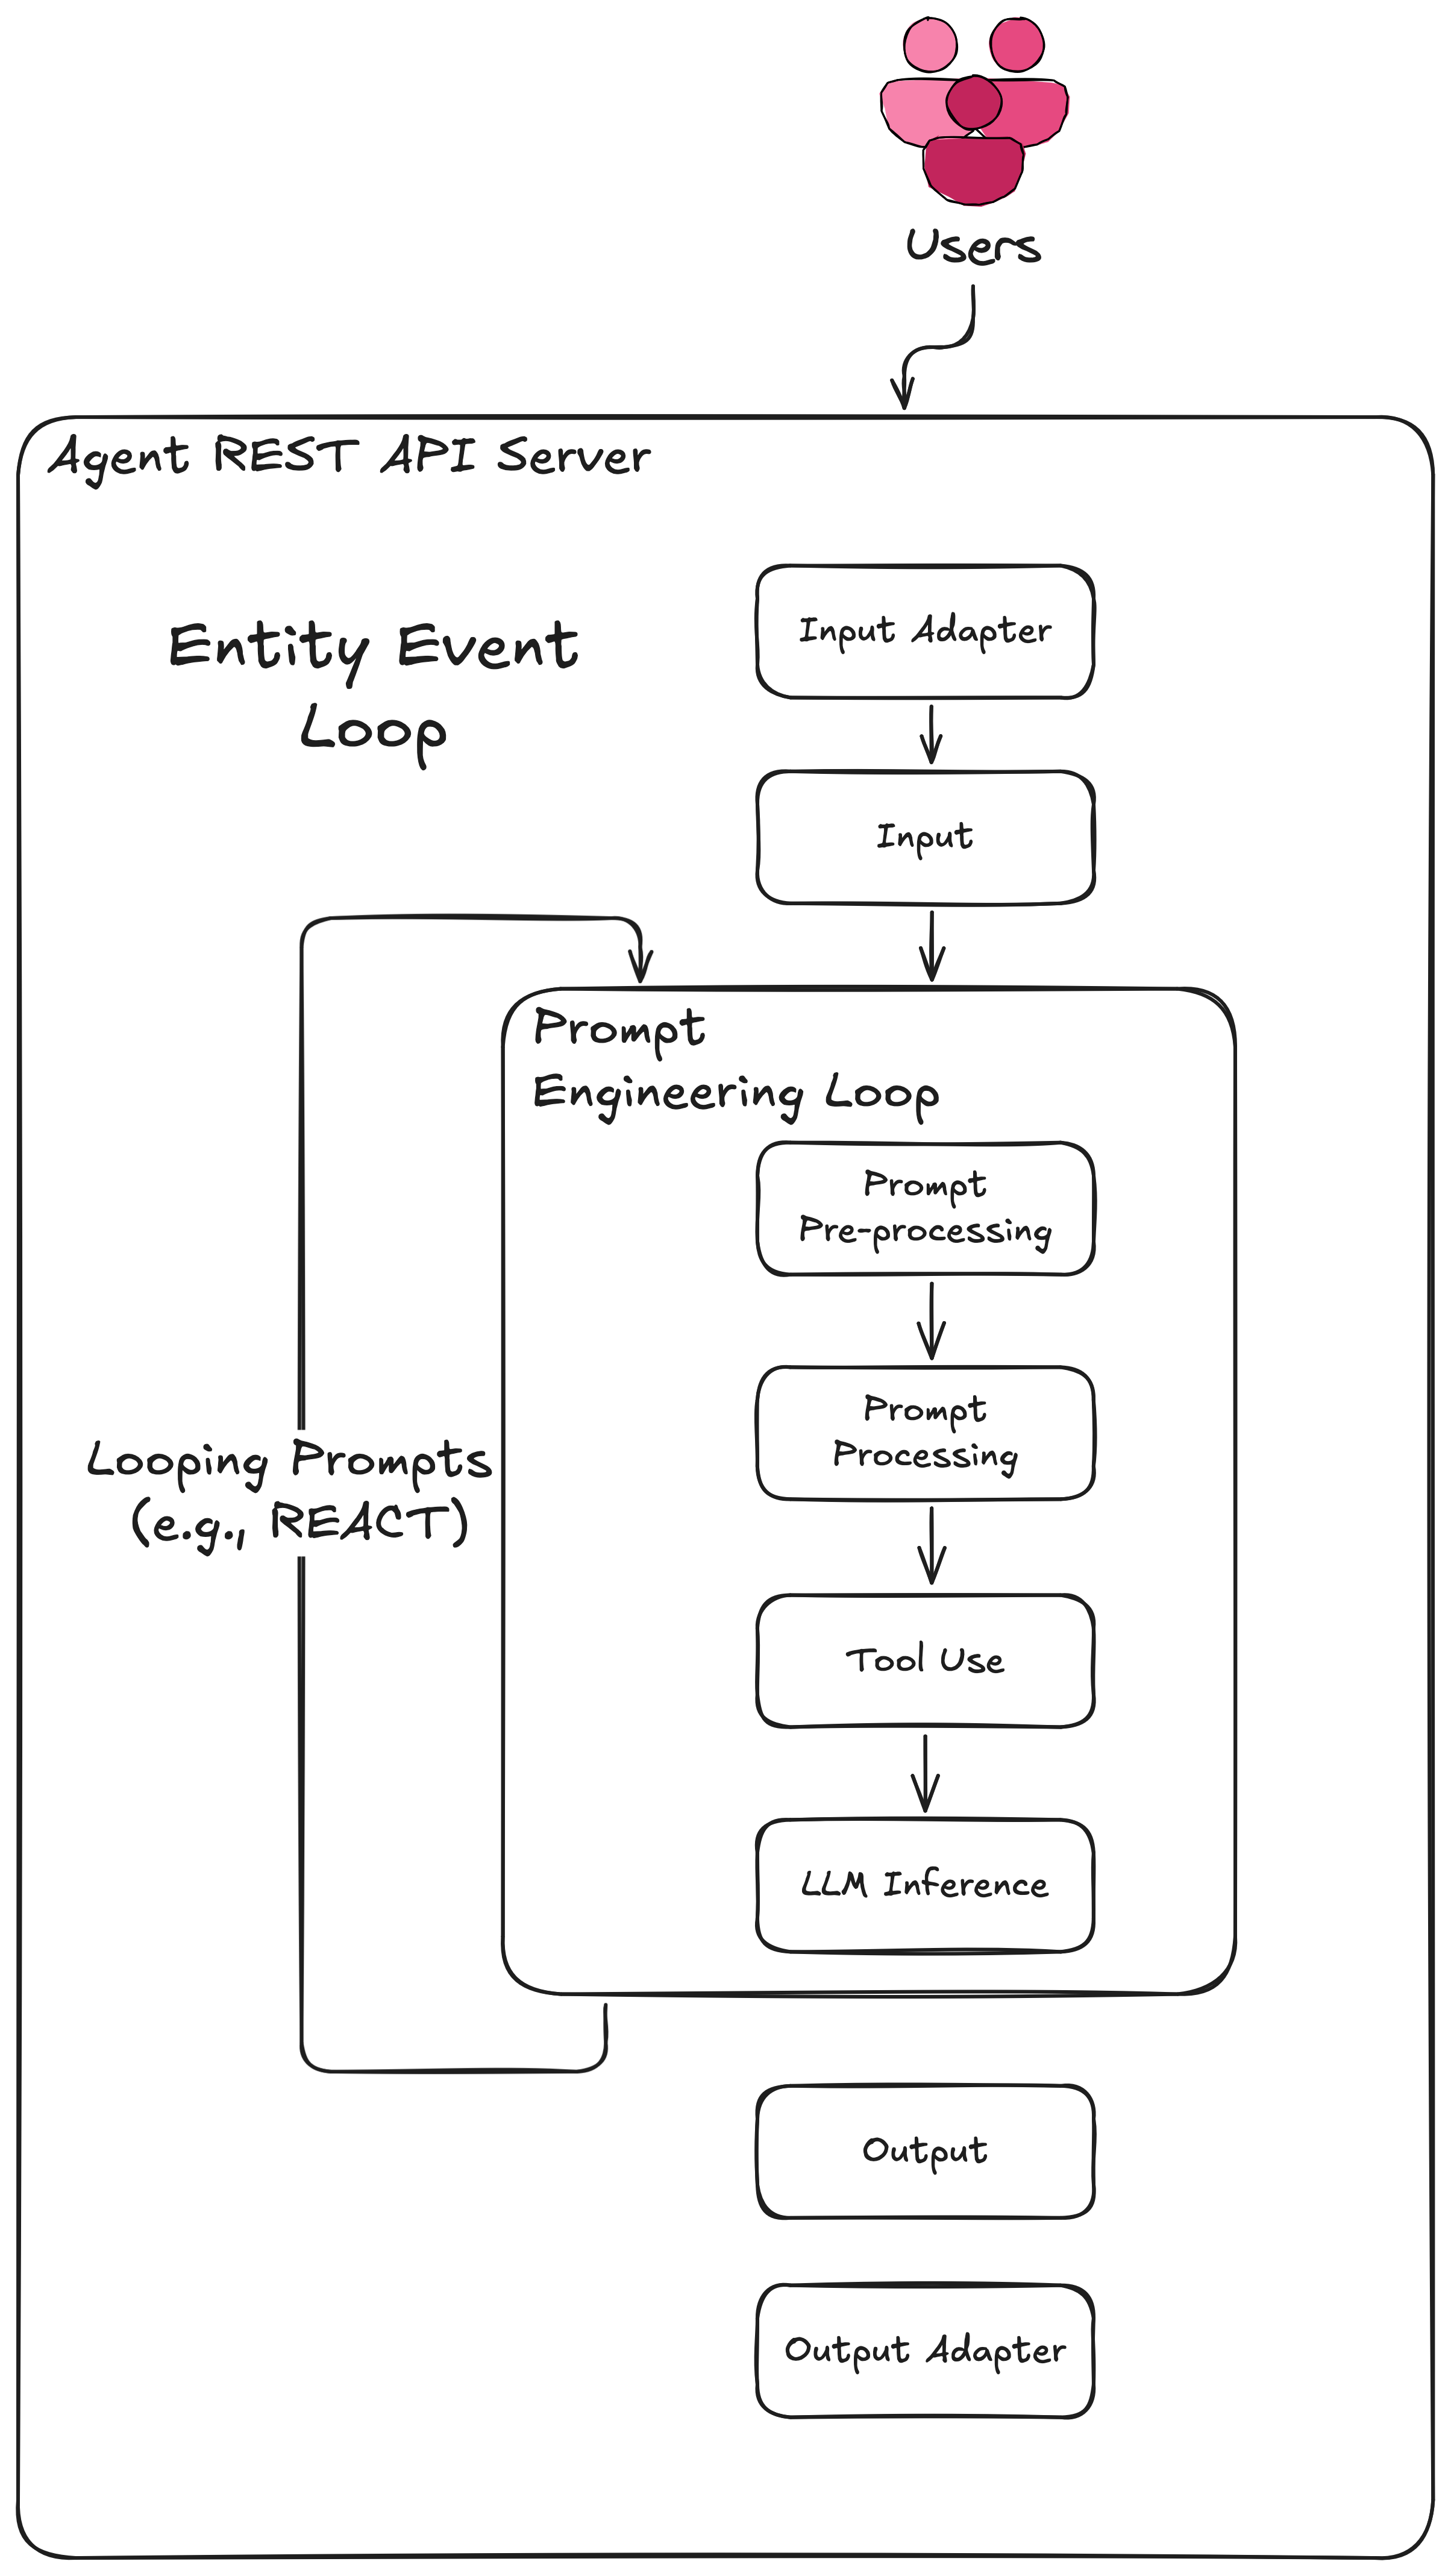 Users
Agent REST API Server
Entity Event
Loop
Input Adapter
Input
Prompt
Engineering Loop
Prompt
Pre-processing
Prompt
Processing
Looping Prompts
(e.g., REACT)
Tool Use
LLM Inference
Output
Output Adapter